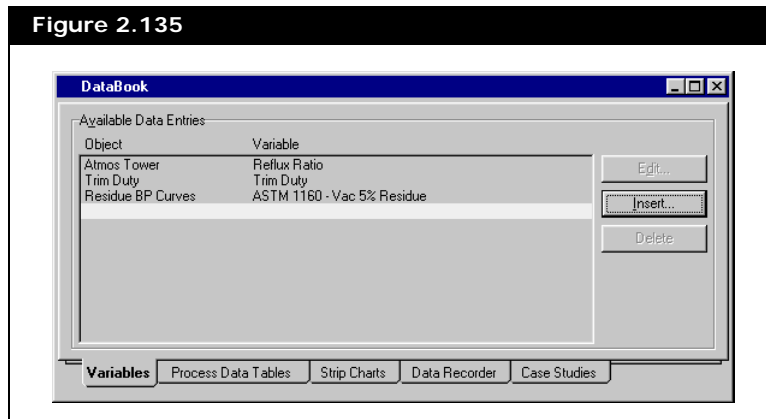 Figure 2.135
DataBook
Available Data Entries
Object Variable
Atmos Tower Reflux Ratio
Trim Duty Trim Duty
Residue BP Curves ASTM 1160 - Vac 5% Residue
Edit...
Insert...
Delete
Variables Process Data Tables Strip Charts Data Recorder Case Studies